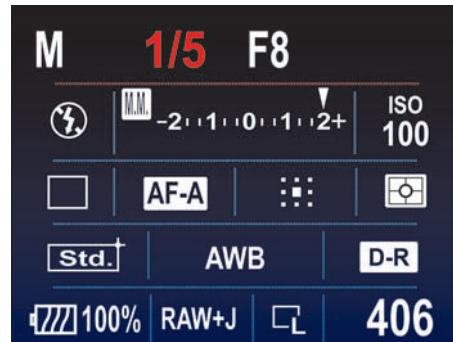 M 1/5 F8
M.M. -2 1 0 1 2+ ISO 100
AF-A
Std. AWB D-R
100% RAW+J L 406